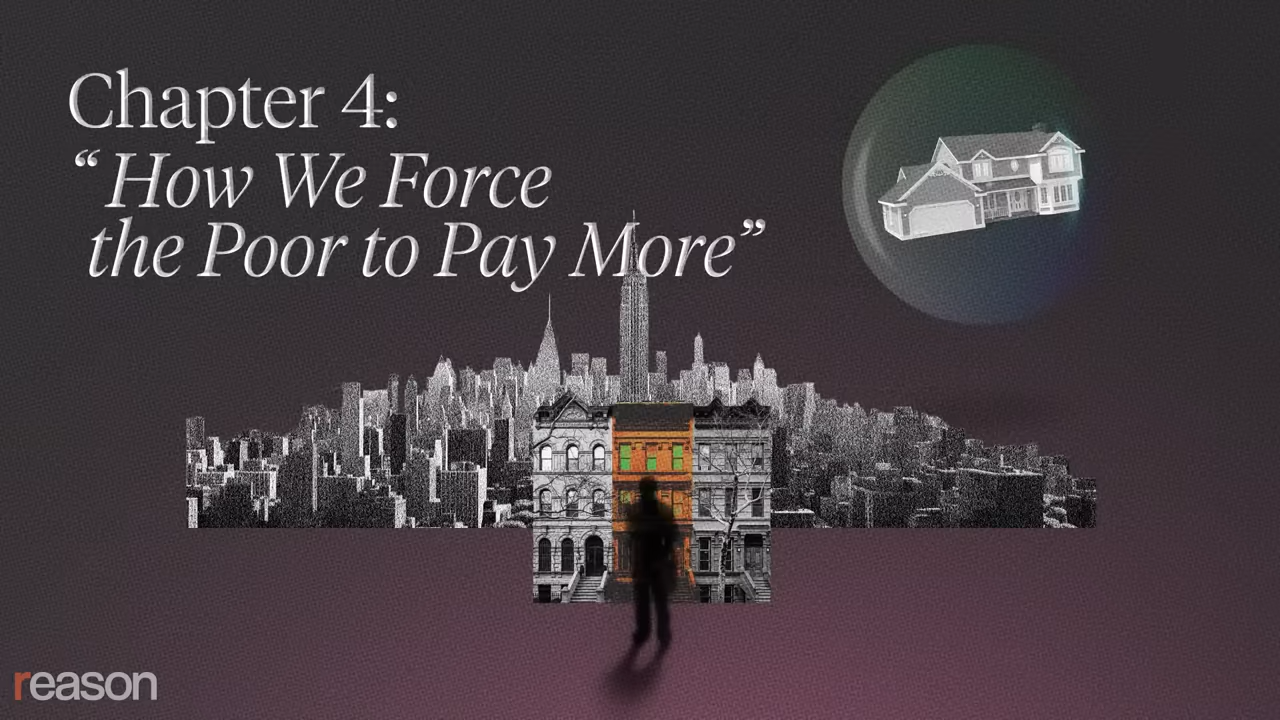 Chapter 4:
“How We Force
the Poor to Pay More”
reason